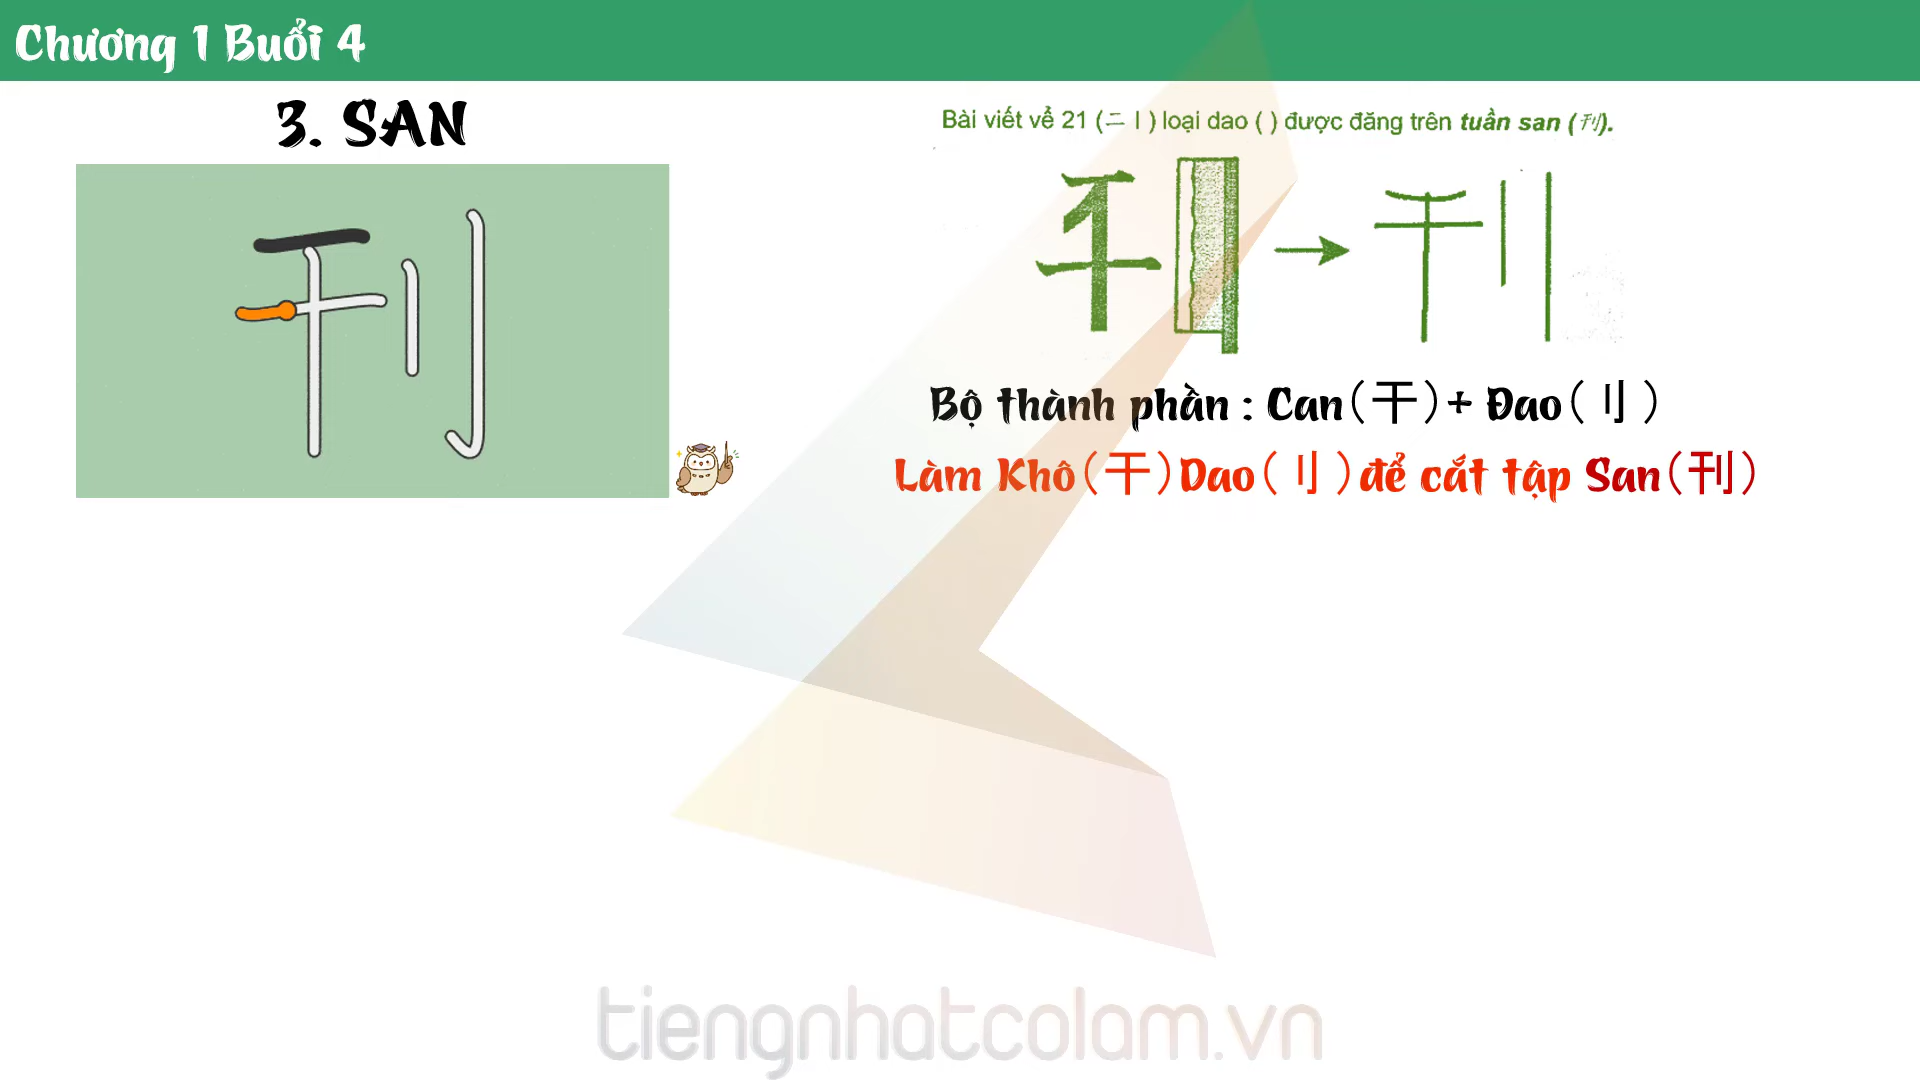 Chương 1 Buổi 4
3. SAN
刊
Bài viết về 21 (二 I ) loại dao ( ) được đăng trên tuần san (刊).
干 → 刊
Bộ thành phần : Can（干）+ Đao（刂）
Làm Khô（干）Dao（刂）để cắt tập San（刊）
tiengnhatcolam.vn